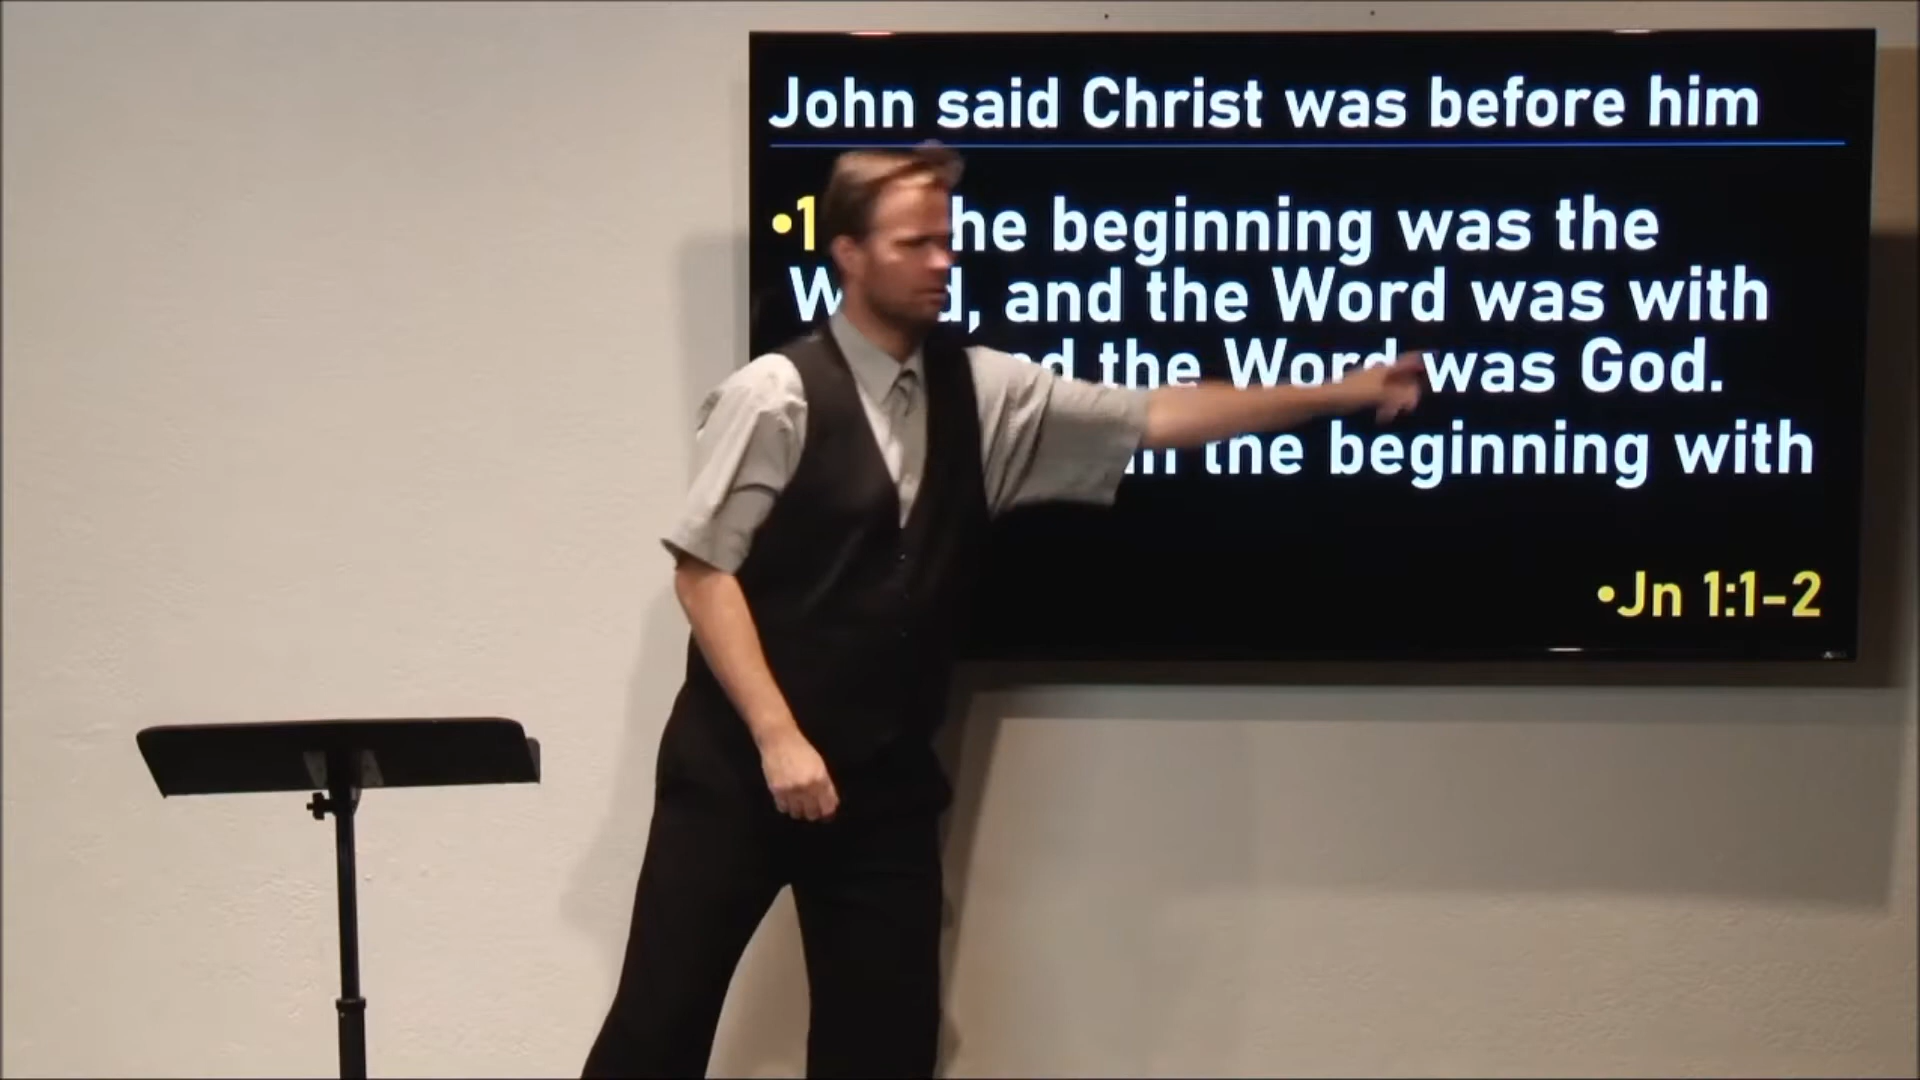 John said Christ was before him
•1 he beginning was the
and the Word was with
the Word was God.
the beginning with
•Jn 1:1-2